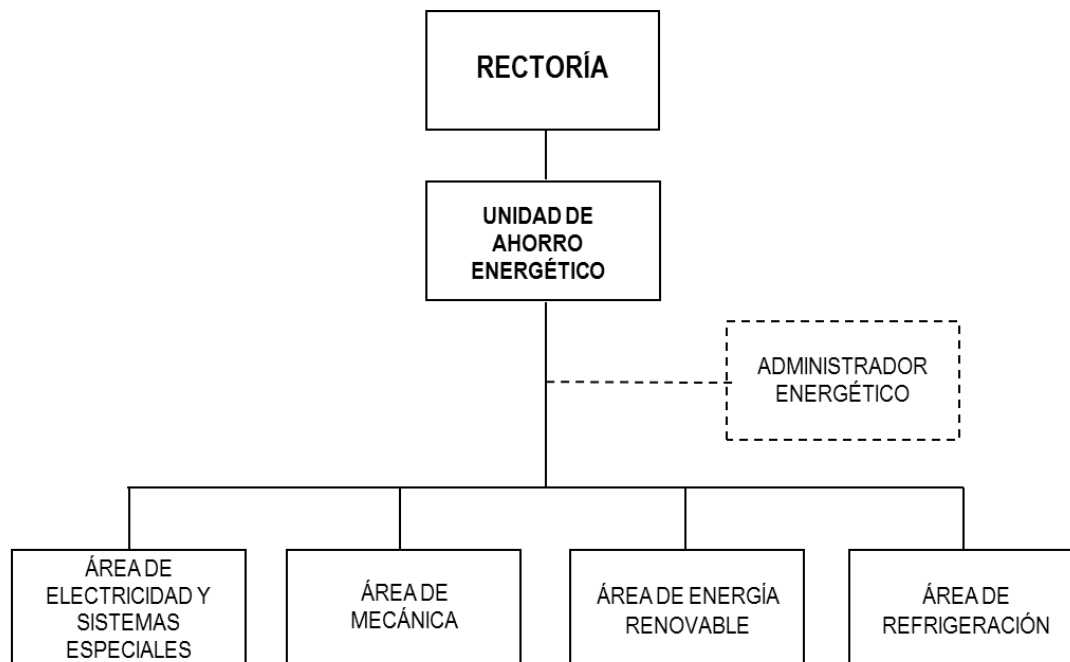 RECTORÍA
UNIDAD DE
AHORRO
ENERGÉTICO
ADMINISTRADOR
ENERGÉTICO
ÁREA DE
ELECTRICIDAD Y
SISTEMAS
ESPECIALES
ÁREA DE
MECÁNICA
ÁREA DE ENERGÍA
RENOVABLE
ÁREA DE
REFRIGERACIÓN